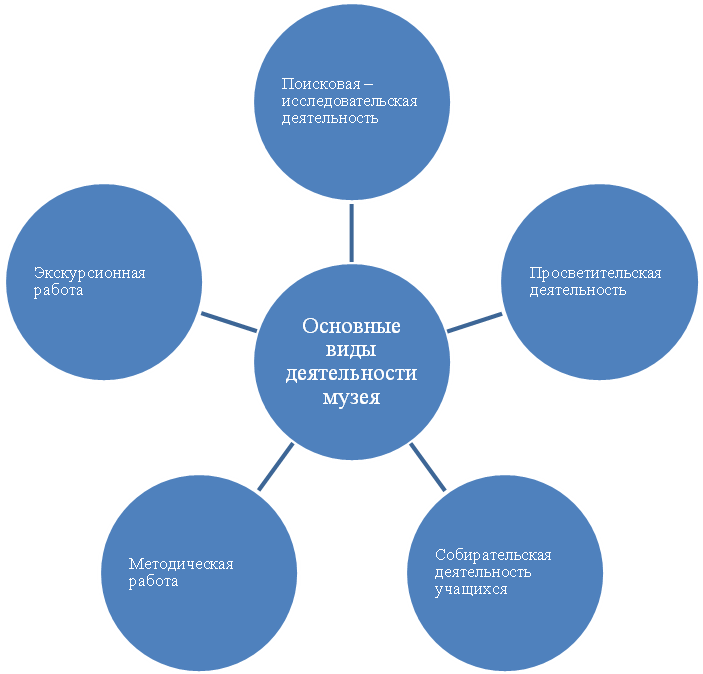 Поисковая –
исследовательская
деятельность
Экскурсионная
работа
Просветительская
деятельность
Основные
виды
деятельности
музея
Методическая
работа
Собирательская
деятельность
учащихся